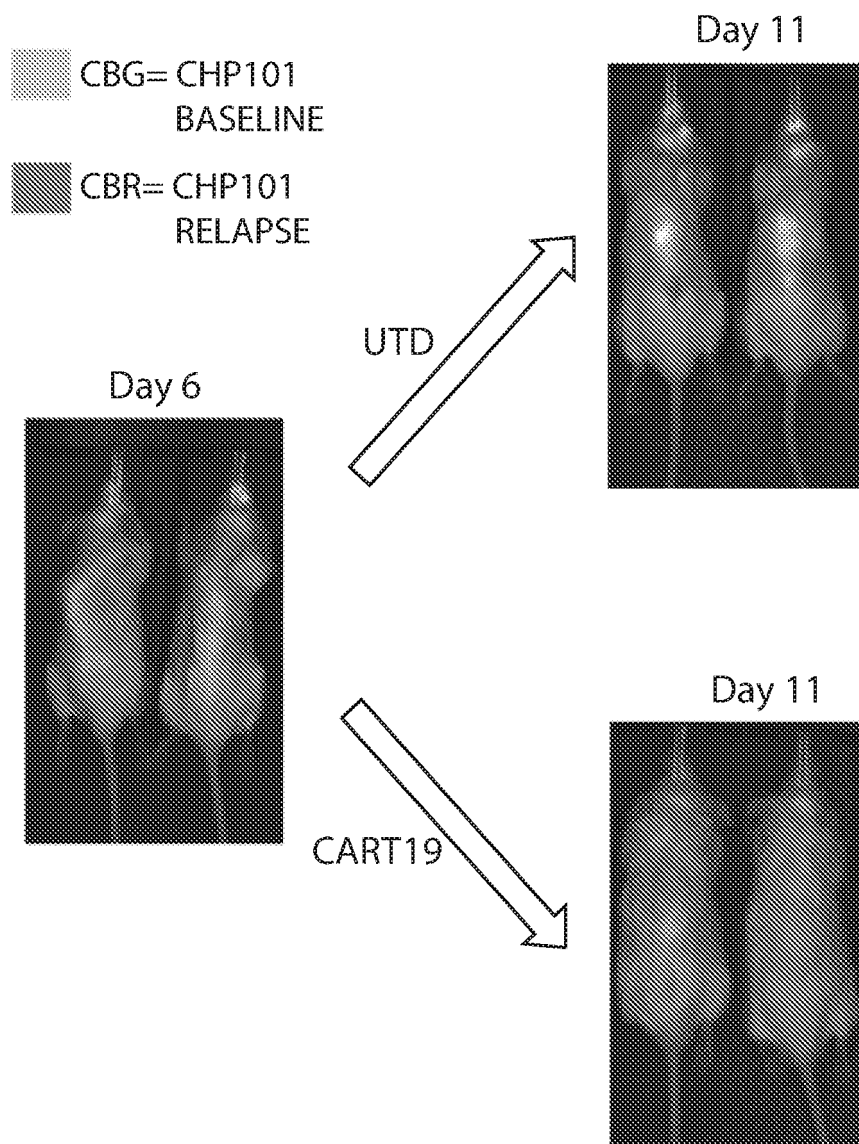 CBG= CHP101
BASELINE
CBR= CHP101
RELAPSE
Day 11
UTD
Day 6
Day 11
CART19